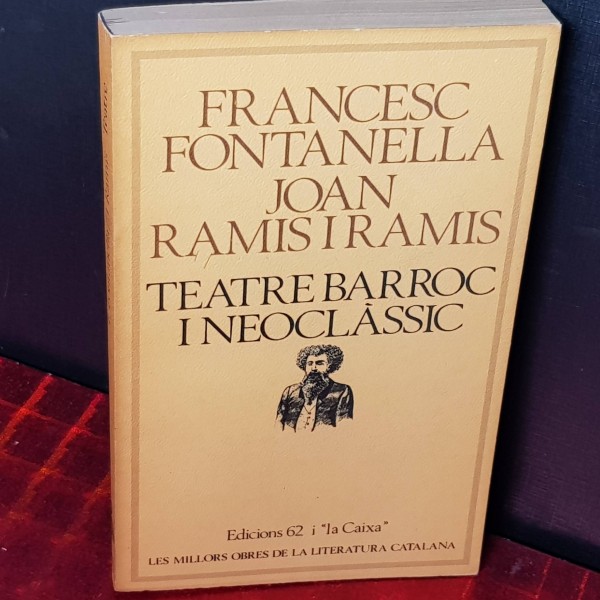 FRANCESC
FONTANELLA
JOAN
RAMIS I RAMIS
TEATRE BARROC
I NEOCLÀSSIC
Edicions 62 i "la Caixa"
LES MILLORS OBRES DE LA LITERATURA CATALANA